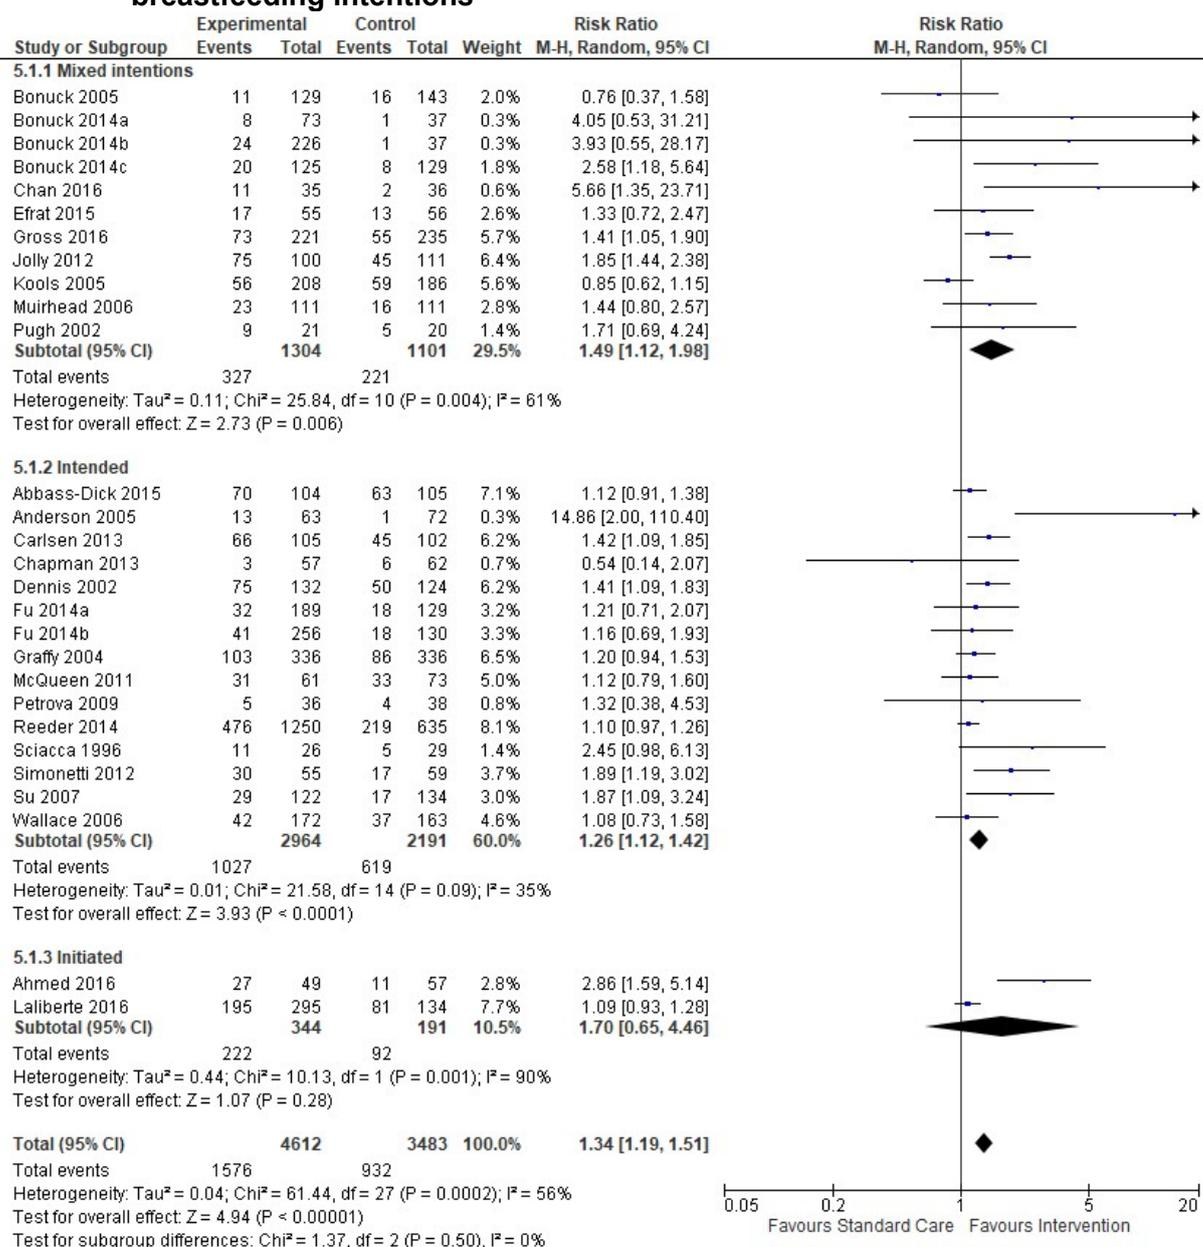 breastfeeding intentions
Experimental Control Risk Ratio Risk Ratio
Study or Subgroup Events Total Events Total Weight M-H, Random, 95% CI M-H, Random, 95% CI
5.1.1 Mixed intentions
Bonuck 2005 11 129 16 143 2.0% 0.76 [0.37, 1.58]
Bonuck 2014a 8 73 1 37 0.3% 4.05 [0.53, 31.21]
Bonuck 2014b 24 226 1 37 0.3% 3.93 [0.55, 28.17]
Bonuck 2014c 20 125 8 129 1.8% 2.58 [1.18, 5.64]
Chan 2016 11 35 2 36 0.6% 5.66 [1.35, 23.71]
Efrat 2015 17 55 13 56 2.6% 1.33 [0.72, 2.47]
Gross 2016 73 221 55 235 5.7% 1.41 [1.05, 1.90]
Jolly 2012 75 100 45 111 6.4% 1.85 [1.44, 2.38]
Kools 2005 56 208 59 186 5.6% 0.85 [0.62, 1.15]
Muirhead 2006 23 111 16 111 2.8% 1.44 [0.80, 2.57]
Pugh 2002 9 21 5 20 1.4% 1.71 [0.69, 4.24]
Subtotal (95% CI) 1304 1101 29.5% 1.49 [1.12, 1.98]
Total events 327 221
Heterogeneity: Tau² = 0.11; Chi² = 25.84, df = 10 (P = 0.004); I² = 61%
Test for overall effect: Z = 2.73 (P = 0.006)
5.1.2 Intended
Abbass-Dick 2015 70 104 63 105 7.1% 1.12 [0.91, 1.38]
Anderson 2005 13 63 1 72 0.3% 14.86 [2.00, 110.40]
Carlsen 2013 66 105 45 102 6.2% 1.42 [1.09, 1.85]
Chapman 2013 3 57 6 62 0.7% 0.54 [0.14, 2.07]
Dennis 2002 75 132 50 124 6.2% 1.41 [1.09, 1.83]
Fu 2014a 32 189 18 129 3.2% 1.21 [0.71, 2.07]
Fu 2014b 41 256 18 130 3.3% 1.16 [0.69, 1.93]
Graffy 2004 103 336 86 336 6.5% 1.20 [0.94, 1.53]
McQueen 2011 31 61 33 73 5.0% 1.12 [0.79, 1.60]
Petrova 2009 5 36 4 38 0.8% 1.32 [0.38, 4.53]
Reeder 2014 476 1250 219 635 8.1% 1.10 [0.97, 1.26]
Sciacca 1996 11 26 5 29 1.4% 2.45 [0.98, 6.13]
Simonetti 2012 30 55 17 59 3.7% 1.89 [1.19, 3.02]
Su 2007 29 122 17 134 3.0% 1.87 [1.09, 3.24]
Wallace 2006 42 172 37 163 4.6% 1.08 [0.73, 1.58]
Subtotal (95% CI) 2964 2191 60.0% 1.26 [1.12, 1.42]
Total events 1027 619
Heterogeneity: Tau² = 0.01; Chi² = 21.58, df = 14 (P = 0.09); I² = 35%
Test for overall effect: Z = 3.93 (P < 0.0001)
5.1.3 Initiated
Ahmed 2016 27 49 11 57 2.8% 2.86 [1.59, 5.14]
Laliberte 2016 195 295 81 134 7.7% 1.09 [0.93, 1.28]
Subtotal (95% CI) 344 191 10.5% 1.70 [0.65, 4.46]
Total events 222 92
Heterogeneity: Tau² = 0.44; Chi² = 10.13, df = 1 (P = 0.001); I² = 90%
Test for overall effect: Z = 1.07 (P = 0.28)
Total (95% CI) 4612 3483 100.0% 1.34 [1.19, 1.51]
Total events 1576 932
Heterogeneity: Tau² = 0.04; Chi² = 61.44, df = 27 (P = 0.0002); I² = 56%
Test for overall effect: Z = 4.94 (P < 0.00001)
Test for subgroup differences: Chi² = 1.37, df = 2 (P = 0.50), I² = 0%
0.05 0.2 1 5 20
Favours Standard Care Favours Intervention